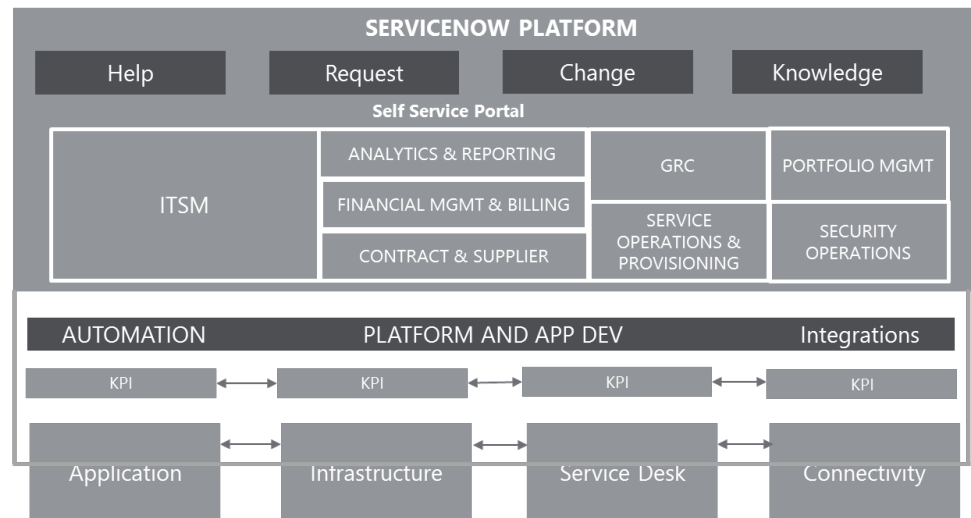 SERVICENOW PLATFORM
Help Request Change Knowledge
Self Service Portal
ITSM
ANALYTICS & REPORTING
FINANCIAL MGMT & BILLING
CONTRACT & SUPPLIER
GRC
SERVICE
OPERATIONS &
PROVISIONING
PORTFOLIO MGMT
SECURITY
OPERATIONS
AUTOMATION PLATFORM AND APP DEV Integrations
KPI KPI KPI KPI
Application Infrastructure Service Desk Connectivity